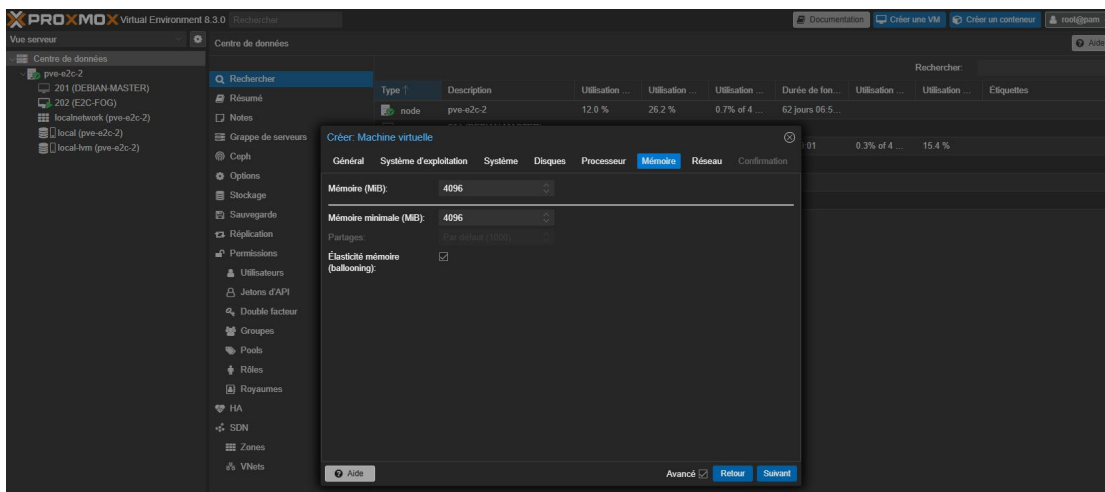 PROXMOX Virtual Environment 8.3.0 Rechercher
Documentation Créer une VM Créer un conteneur root@pam
Vue serveur
Centre de données
Aide
Centre de données
pve-e2c-2
201 (DEBIAN-MASTER)
202 (E2C-FOG)
localnetwork (pve-e2c-2)
local (pve-e2c-2)
local-lvm (pve-e2c-2)
Rechercher
Résumé
Notes
Grappe de serveurs
Ceph
Options
Stockage
Sauvegarde
Réplication
Permissions
Utilisateurs
Jetons d'API
Double facteur
Groupes
Pools
Rôles
Royaumes
HA
SDN
Zones
VNets
Rechercher:
Type ↑ Description Utilisation ... Utilisation ... Utilisation ... Durée de fon... Utilisation ... Utilisation ... Étiquettes
node pve-e2c-2 12.0 % 26.2 % 0.7% of 4 ... 62 jours 06:5...
:01 0.3% of 4 ... 15.4 %
Créer: Machine virtuelle
Général Système d'exploitation Système Disques Processeur Mémoire Réseau Confirmation
Mémoire (MiB): 4096
Mémoire minimale (MiB): 4096
Partages: Par défaut (1000)
Élasticité mémoire
(ballooning):
Aide
Avancé Retour Suivant